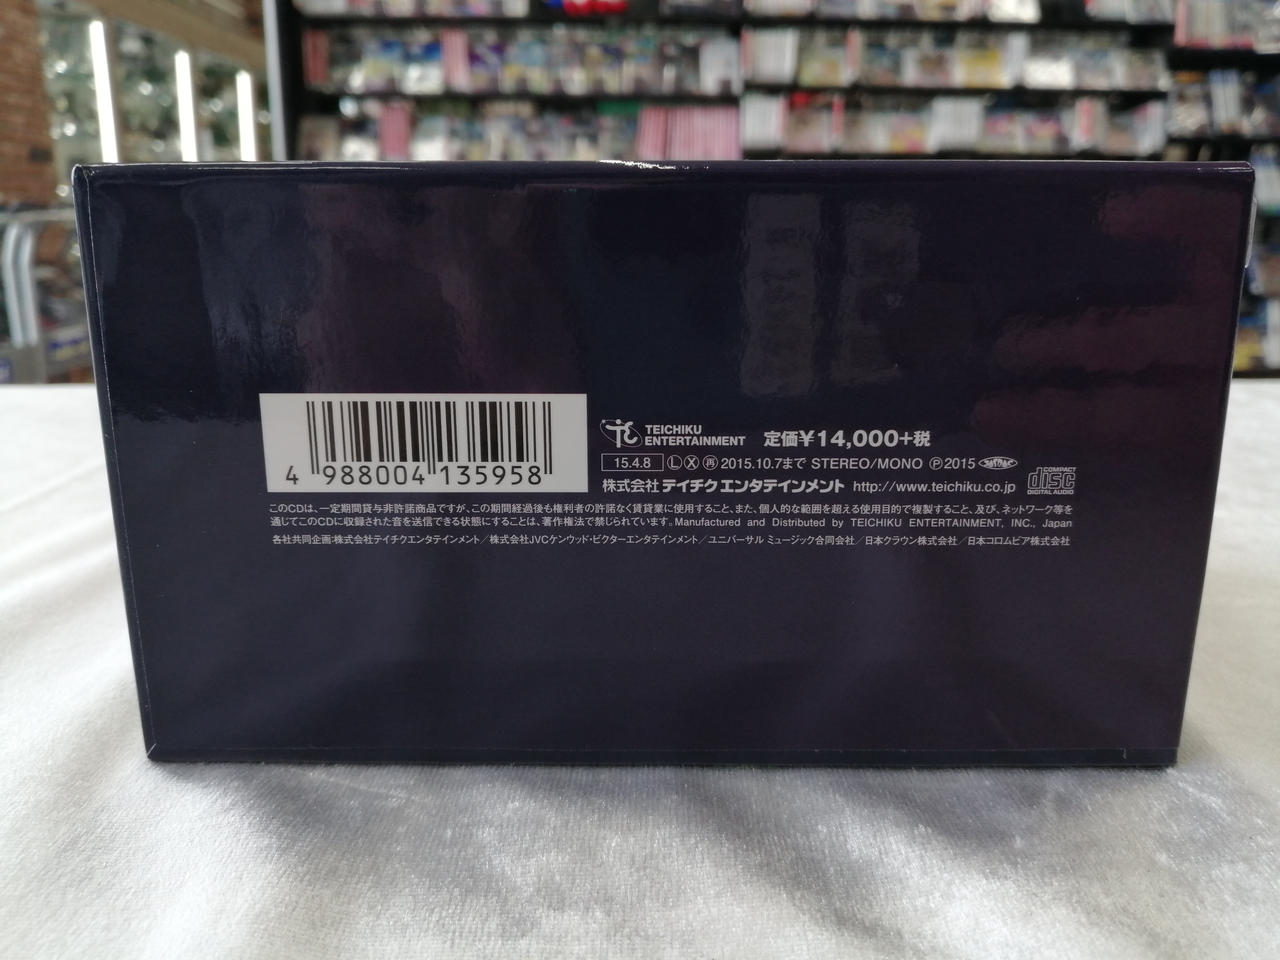 4 988004 135958
TEICHIKU
ENTERTAINMENT
定価¥14,000+税
15.4.8 Ⓛ Ⓧ 再 2015.10.7まで STEREO/MONO Ⓟ2015
株式会社 テイチクエンタテインメント http://www.teichiku.co.jp
COMPACT
disc
DIGITAL AUDIO
このCDは、一定期間貸与非許諾商品ですが、この期間経過後も権利者の許諾なく賃貸業に使用すること、また、個人的な範囲を超える使用目的で複製すること、及び、ネットワーク等を
通じてこのCDに収録された音を送信できる状態にすることは、著作権法で禁じられています。Manufactured and Distributed by TEICHIKU ENTERTAINMENT, INC., Japan
各社共同企画:株式会社テイチクエンタテインメント/株式会社JVCケンウッド・ビクターエンタテインメント/ユニバーサル ミュージック合同会社/日本クラウン株式会社/日本コロムビア株式会社